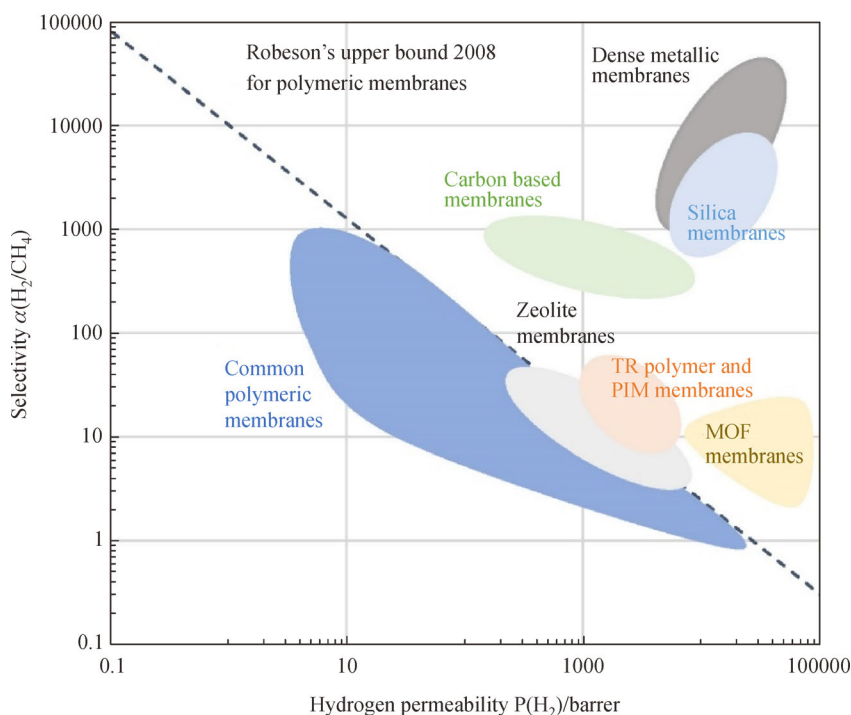 100000
10000
1000
100
10
1
0.1
Selectivity α(H₂/CH₄)
Robeson's upper bound 2008
for polymeric membranes
Dense metallic
membranes
Carbon based
membranes
Silica
membranes
Zeolite
membranes
Common
polymeric
membranes
TR polymer and
PIM membranes
MOF
membranes
0.1
10
1000
100000
Hydrogen permeability P(H₂)/barrer